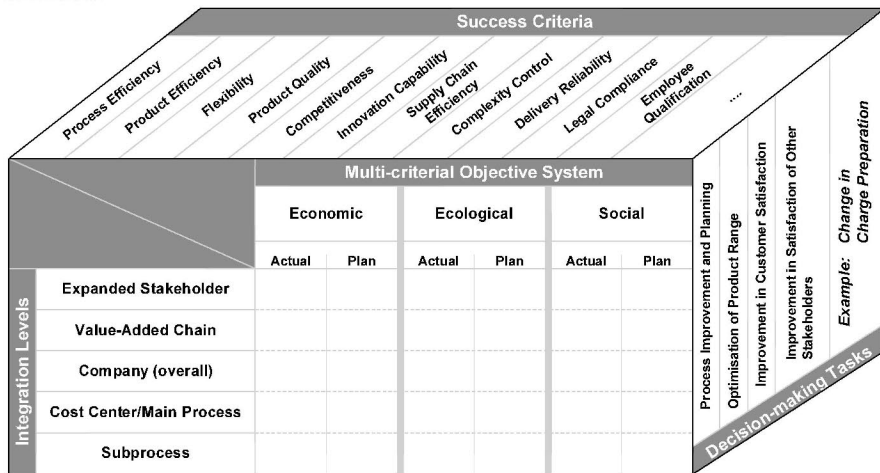 Success Criteria
Process Efficiency
Product Efficiency
Flexibility
Product Quality
Competitiveness
Innovation Capability
Supply Chain
Efficiency
Complexity Control
Delivery Reliability
Legal Compliance
Employee
Qualification
....
Multi-criterial Objective System
Economic Ecological Social
Actual Plan Actual Plan Actual Plan
Integration Levels
Expanded Stakeholder
Value-Added Chain
Company (overall)
Cost Center/Main Process
Subprocess
Process Improvement and Planning
Optimisation of Product Range
Improvement in Customer Satisfaction
Improvement in Satisfaction of Other
Stakeholders
Example: Change in
Charge Preparation
Decision-making Tasks